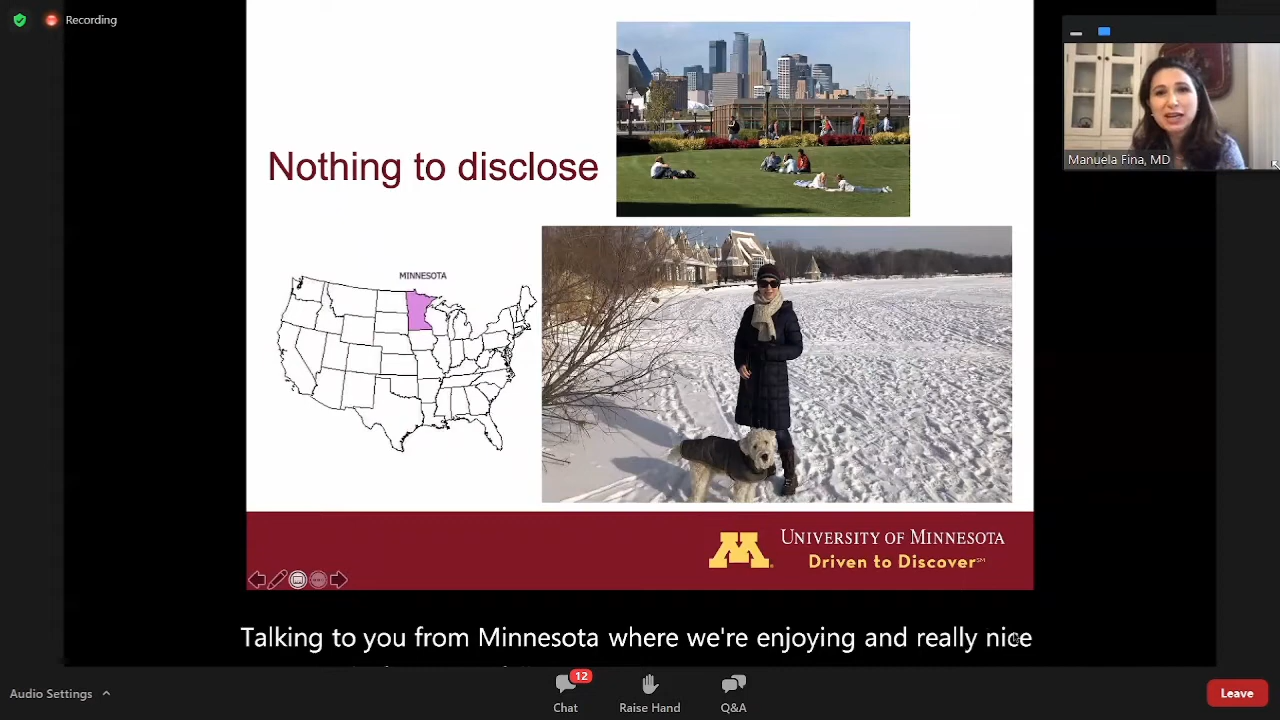 Recording
Manuela Fina, MD
Nothing to disclose
MINNESOTA
UNIVERSITY OF MINNESOTA
Driven to Discover℠
Talking to you from Minnesota where we're enjoying and really nice
Audio Settings
12
Chat
Raise Hand
Q&A
Leave